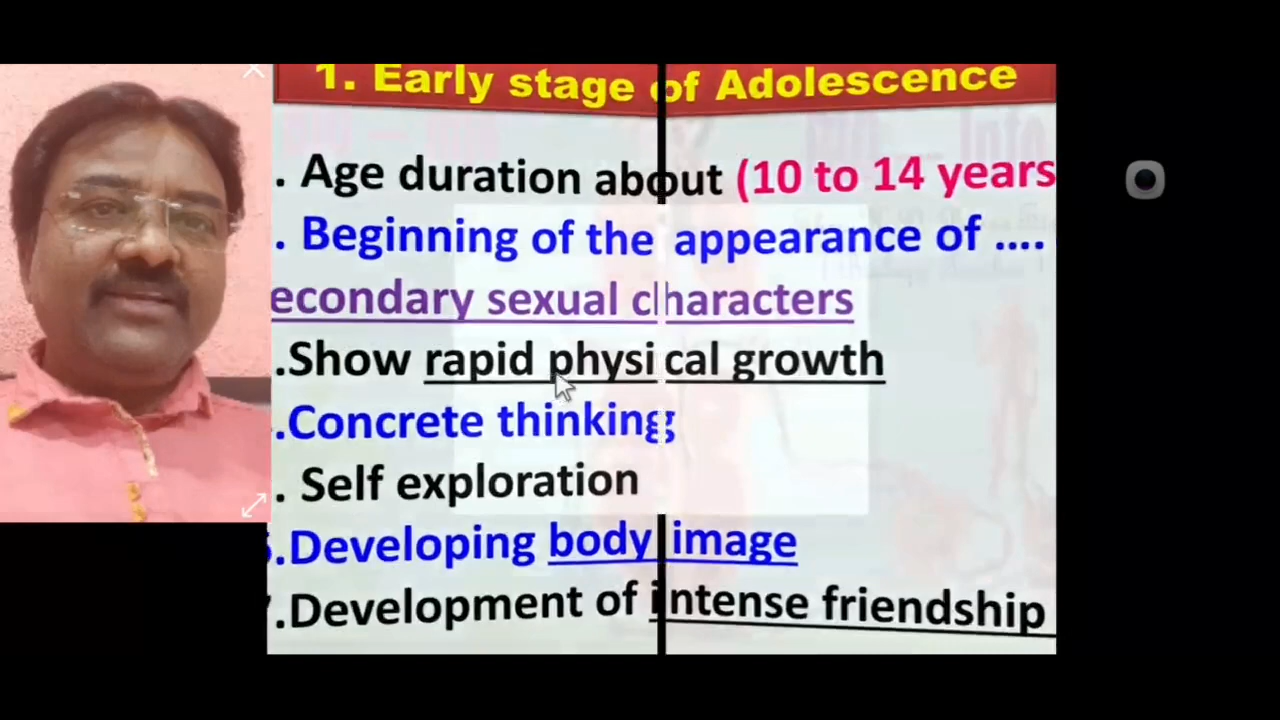 1. Early stage of Adolescence
. Age duration about (10 to 14 years
. Beginning of the appearance of ....
econdary sexual characters
.Show rapid physical growth
.Concrete thinking
. Self exploration
.Developing body image
.Development of intense friendship